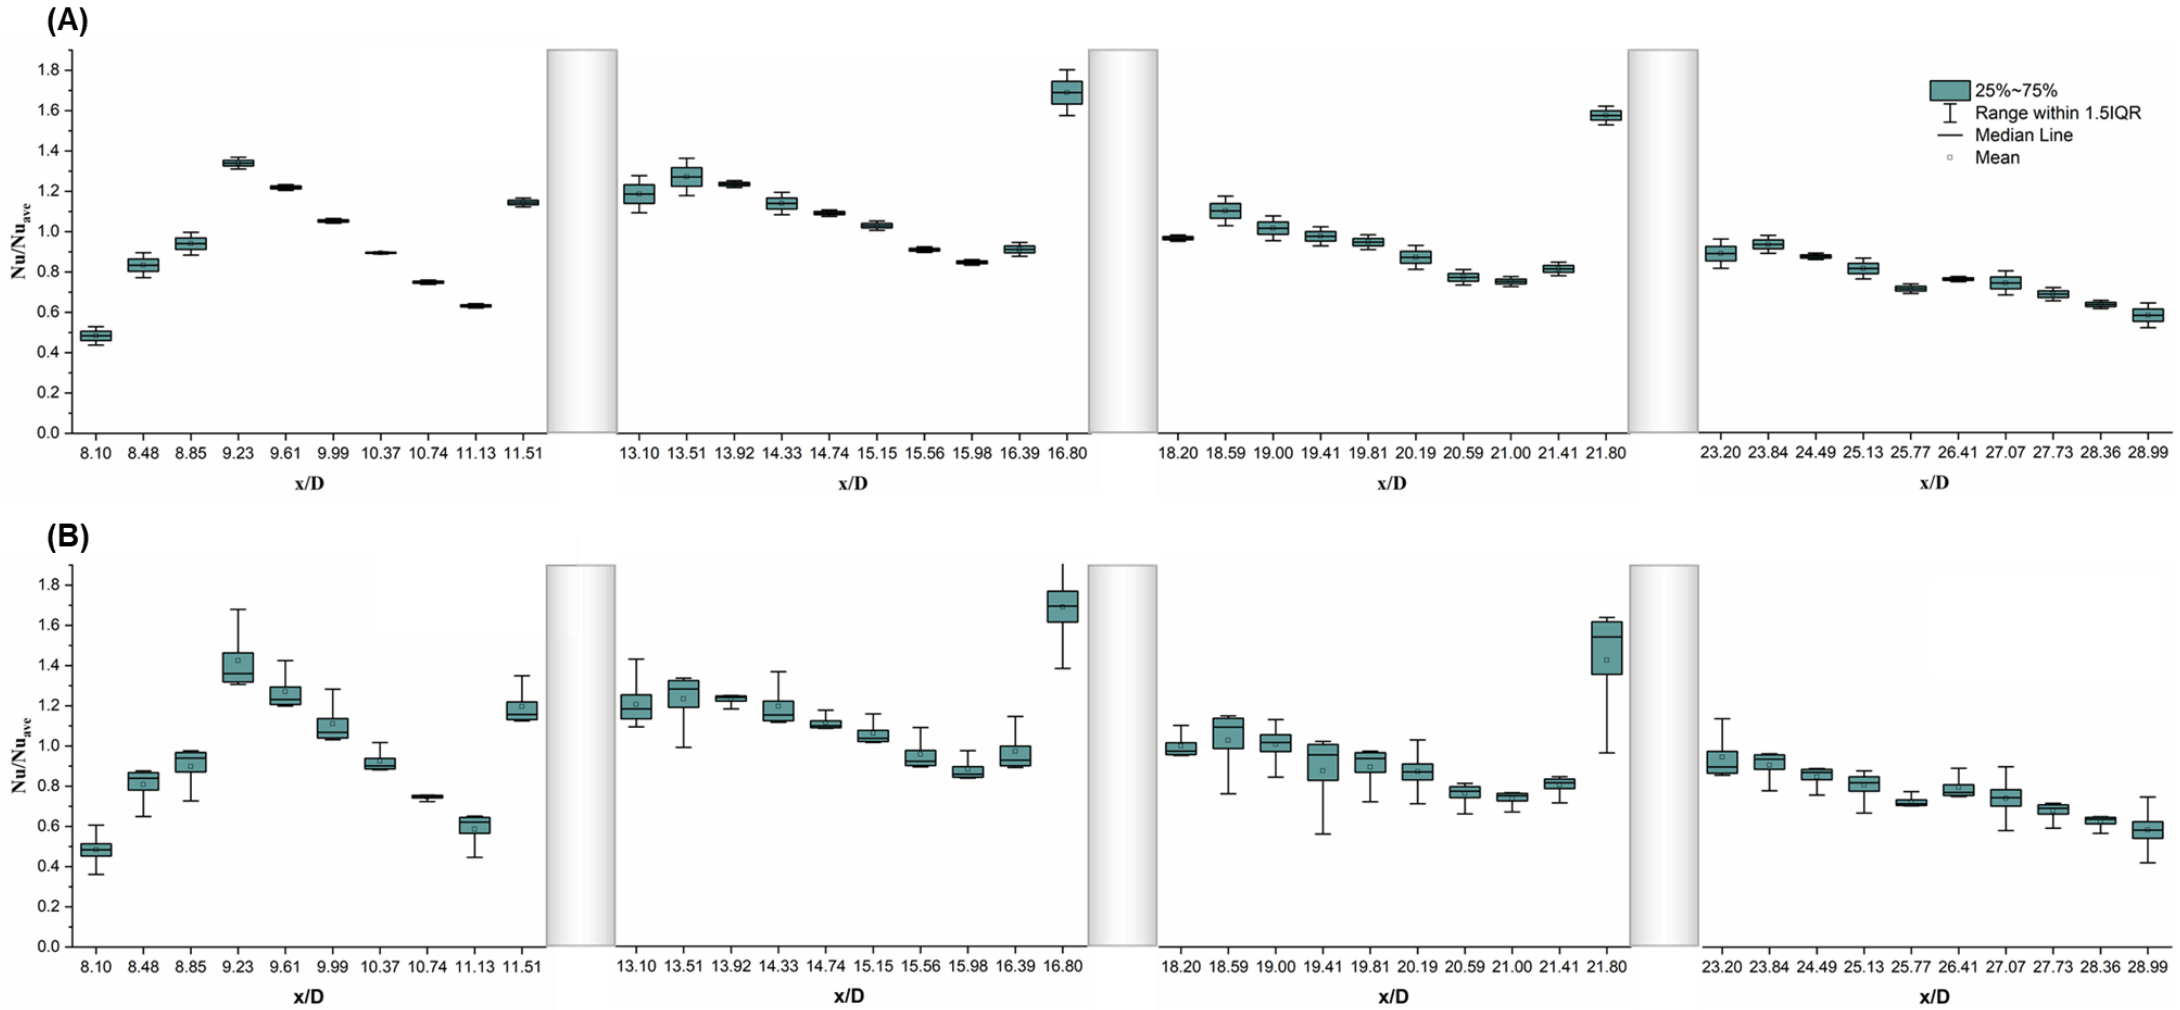 (A)
Nu/Nuave
1.8
1.6
1.4
1.2
1.0
0.8
0.6
0.4
0.2
0.0
25%~75%
Range within 1.5IQR
Median Line
Mean
8.10 8.48 8.85 9.23 9.61 9.99 10.37 10.74 11.13 11.51 13.10 13.51 13.92 14.33 14.74 15.15 15.56 15.98 16.39 16.80 18.20 18.59 19.00 19.41 19.81 20.19 20.59 21.00 21.41 21.80 23.20 23.84 24.49 25.13 25.77 26.41 27.07 27.73 28.36 28.99
x/D x/D x/D x/D
(B)
Nu/Nuave
1.8
1.6
1.4
1.2
1.0
0.8
0.6
0.4
0.2
0.0
8.10 8.48 8.85 9.23 9.61 9.99 10.37 10.74 11.13 11.51 13.10 13.51 13.92 14.33 14.74 15.15 15.56 15.98 16.39 16.80 18.20 18.59 19.00 19.41 19.81 20.19 20.59 21.00 21.41 21.80 23.20 23.84 24.49 25.13 25.77 26.41 27.07 27.73 28.36 28.99
x/D x/D x/D x/D